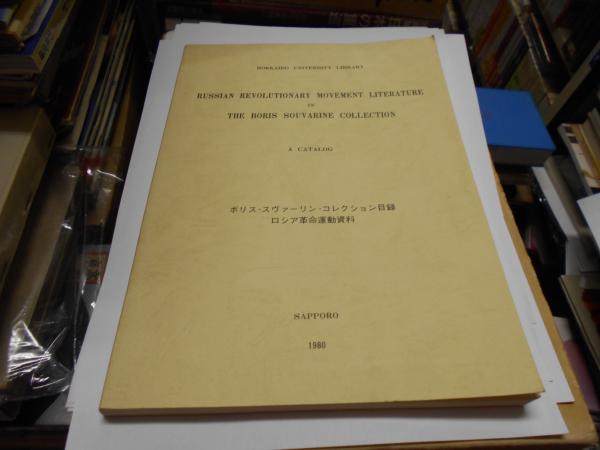 HOKKAIDO UNIVERSITY LIBRARY
RUSSIAN REVOLUTIONARY MOVEMENT LITERATURE
IN
THE BORIS SOUVARINE COLLECTION
A CATALOG
ボリス・スヴァーリン・コレクション目録
ロシア革命運動資料
SAPPORO
1980